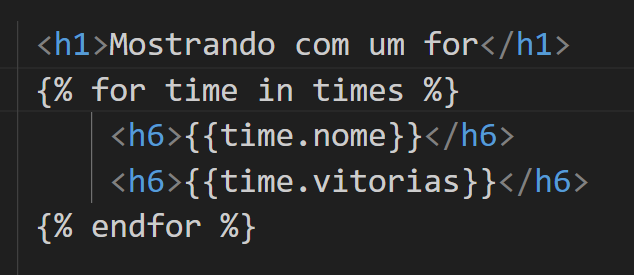 <h1>Mostrando com um for</h1>
{% for time in times %}
<h6>{{time.nome}}</h6>
<h6>{{time.vitorias}}</h6>
{% endfor %}